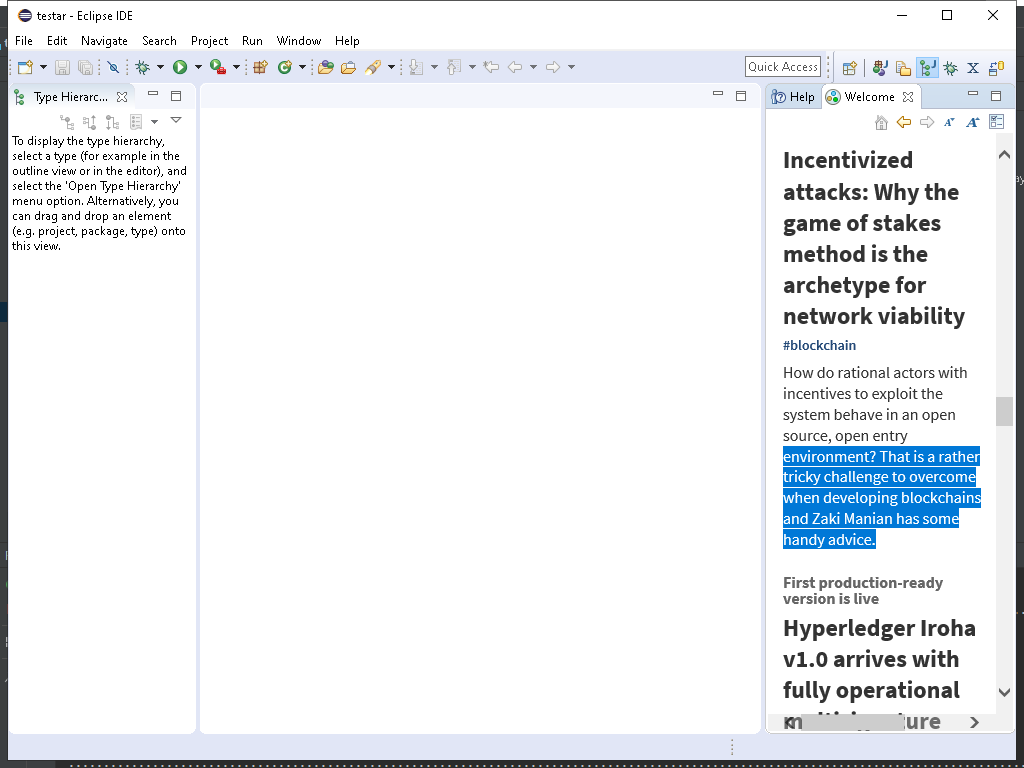 testar - Eclipse IDE
File Edit Navigate Search Project Run Window Help
Quick Access
Type Hierarc...
To display the type hierarchy,
select a type (for example in the
outline view or in the editor), and
select the 'Open Type Hierarchy'
menu option. Alternatively, you
can drag and drop an element
(e.g. project, package, type) onto
this view.
Help Welcome
Incentivized
attacks: Why the
game of stakes
method is the
archetype for
network viability
#blockchain
How do rational actors with
incentives to exploit the
system behave in an open
source, open entry
environment? That is a rather
tricky challenge to overcome
when developing blockchains
and Zaki Manian has some
handy advice.
First production-ready
version is live
Hyperledger Iroha
v1.0 arrives with
fully operational